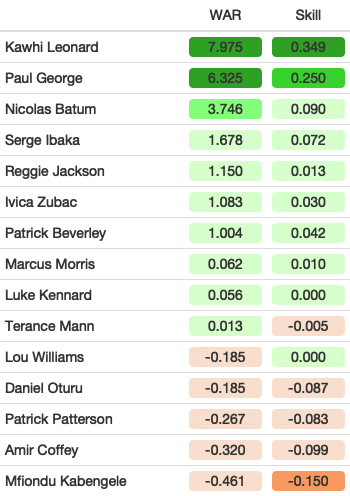 WAR Skill
Kawhi Leonard 7.975 0.349
Paul George 6.325 0.250
Nicolas Batum 3.746 0.090
Serge Ibaka 1.678 0.072
Reggie Jackson 1.150 0.013
Ivica Zubac 1.083 0.030
Patrick Beverley 1.004 0.042
Marcus Morris 0.062 0.010
Luke Kennard 0.056 0.000
Terance Mann 0.013 -0.005
Lou Williams -0.185 0.000
Daniel Oturu -0.185 -0.087
Patrick Patterson -0.267 -0.083
Amir Coffey -0.320 -0.099
Mfiondu Kabengele -0.461 -0.150